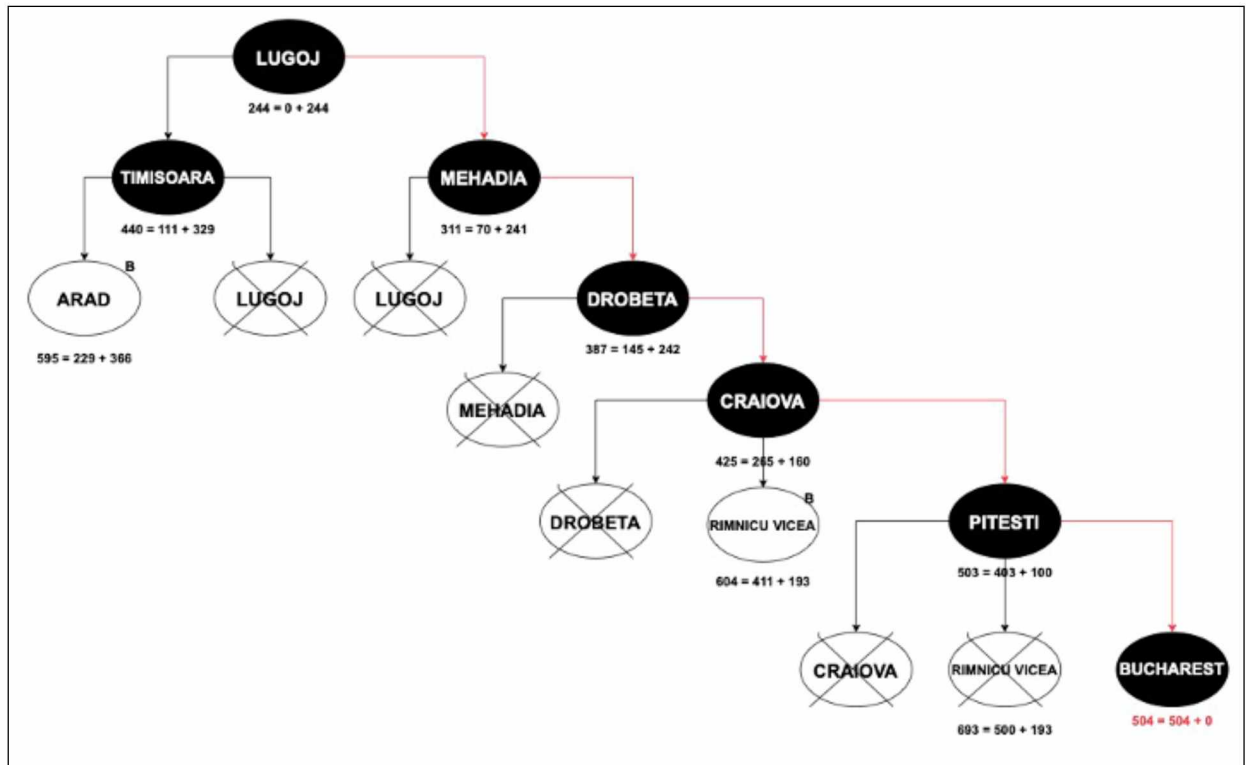 LUGOJ
244 = 0 + 244
TIMISOARA
MEHADIA
440 = 111 + 329
311 = 70 + 241
B
ARAD
LUGOJ
LUGOJ
DROBETA
595 = 229 + 366
387 = 145 + 242
MEHADIA
CRAIOVA
425 = 265 + 160
B
DROBETA
RIMNICU VICEA
PITESTI
604 = 411 + 193
503 = 403 + 100
CRAIOVA
RIMNICU VICEA
BUCHAREST
693 = 500 + 193
504 = 504 + 0